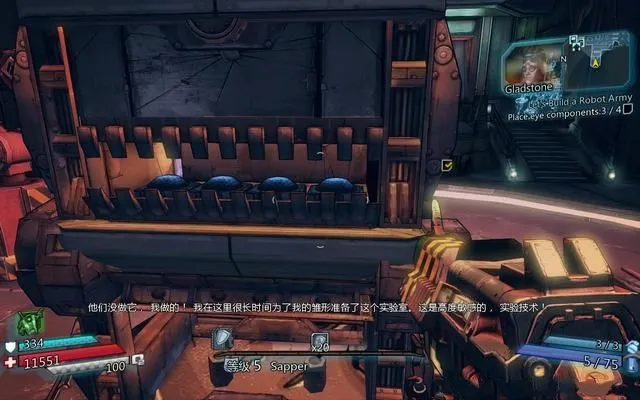 N
Gladstone
Let's Build a Robot Army
Place eye components:3 / 4
他们没做它， 我做的！ 我在这里很长时间为了我的雏形准备了这个实验室。这是高度敏感的， 实验技术！
334
11551
100
x20
等级 5 Sapper
3 / 3
5 / 75